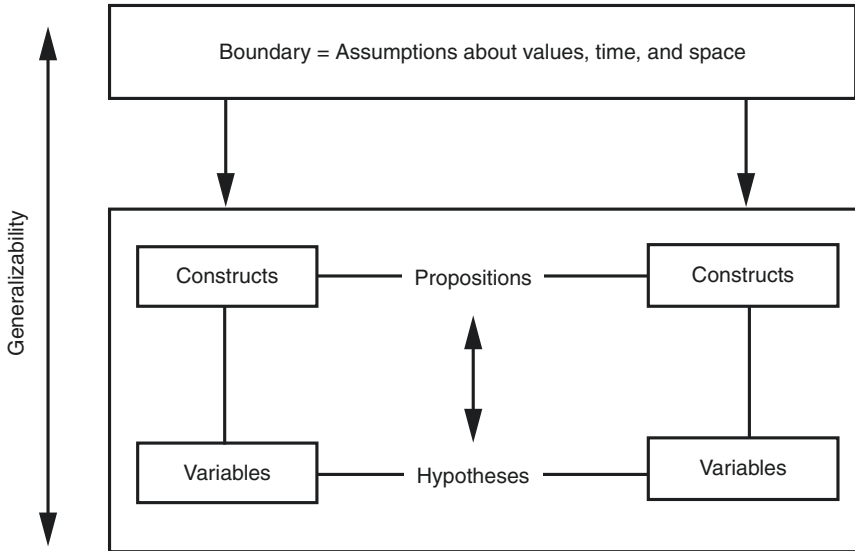 Boundary = Assumptions about values, time, and space
Generalizability
Constructs
Propositions
Constructs
Variables
Hypotheses
Variables